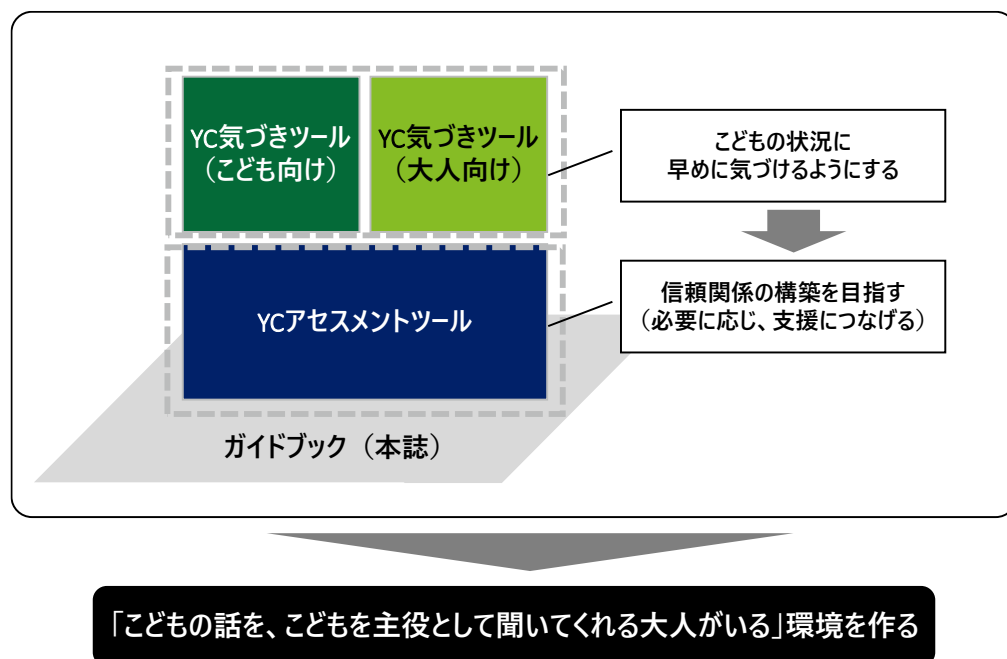 YC気づきツール
（こども向け）
YC気づきツール
（大人向け）
こどもの状況に
早めに気づけるようにする
YCアセスメントツール
信頼関係の構築を目指す
（必要に応じ、支援につなげる）
ガイドブック（本誌）
「こどもの話を、こどもを主役として聞いてくれる大人がいる」環境を作る